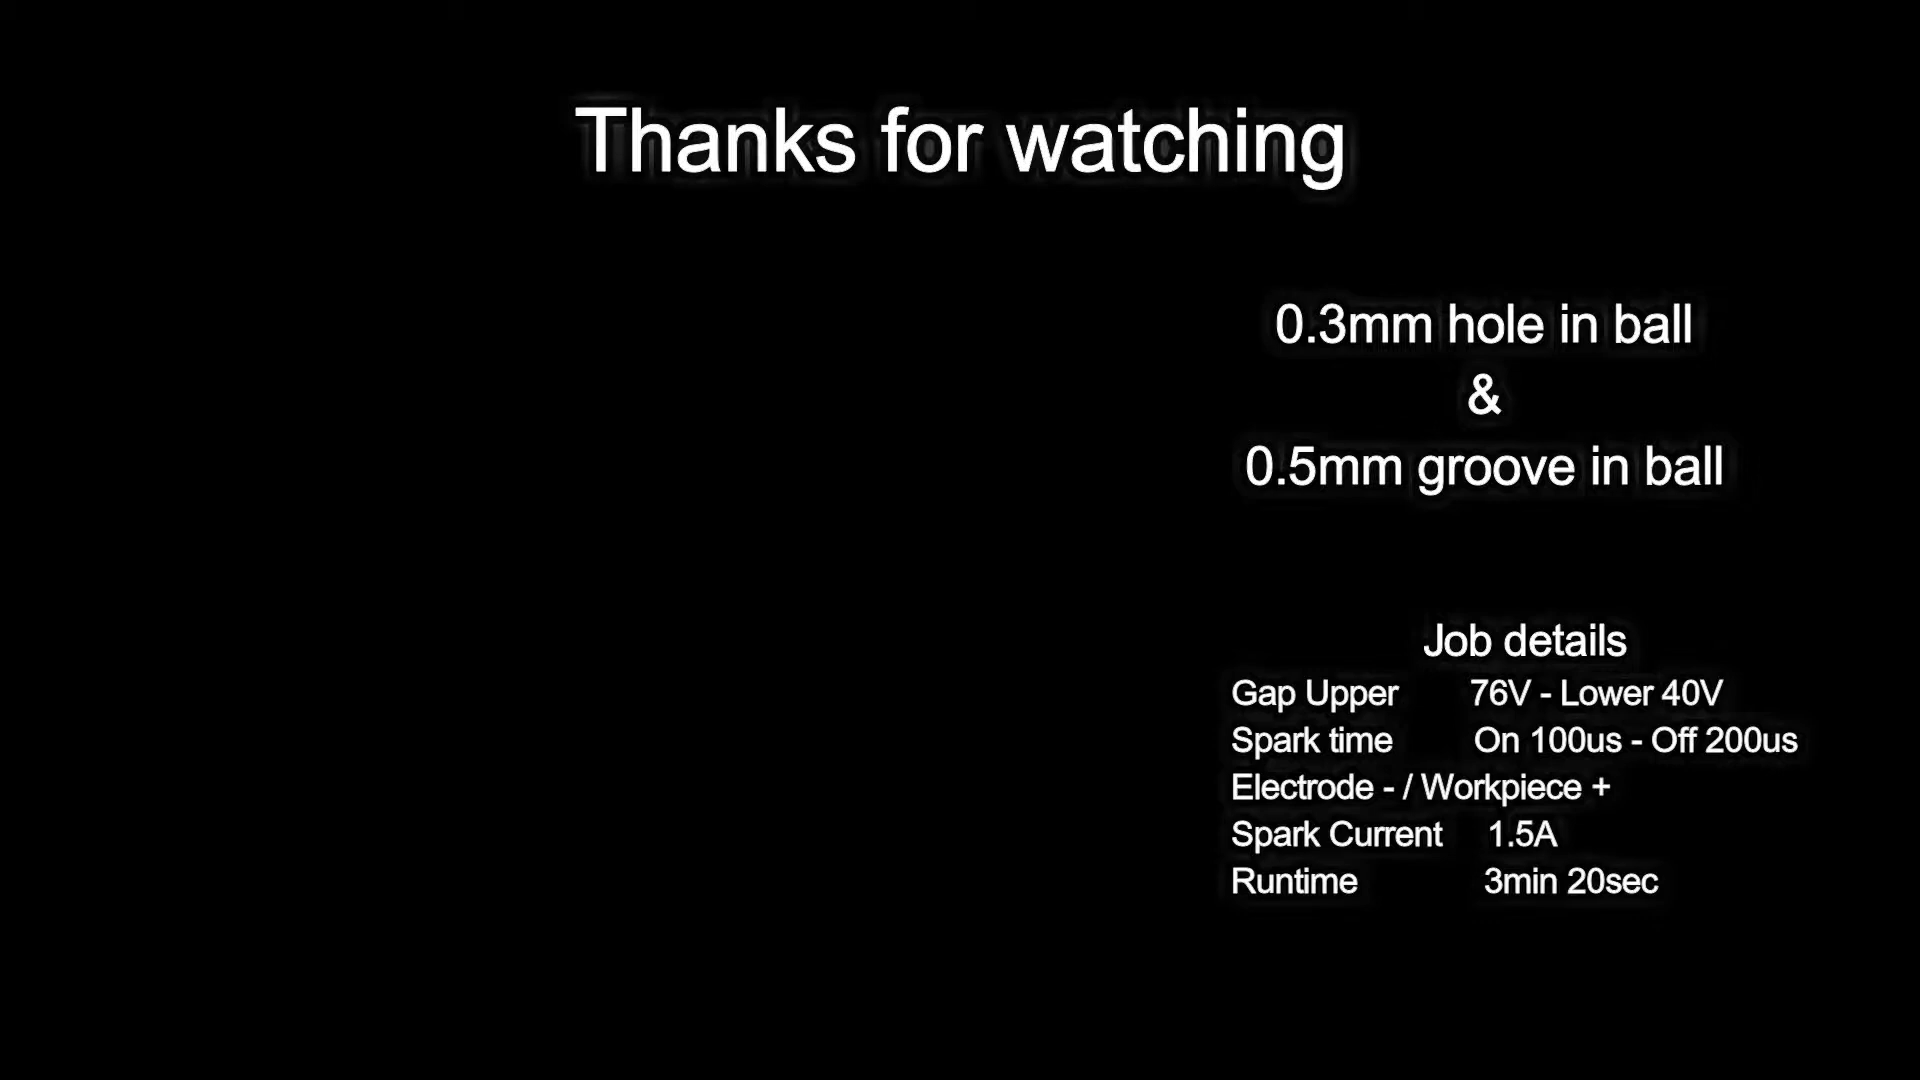 Thanks for watching
0.3mm hole in ball
&
0.5mm groove in ball
Job details
Gap Upper 76V - Lower 40V
Spark time On 100us - Off 200us
Electrode - / Workpiece +
Spark Current 1.5A
Runtime 3min 20sec